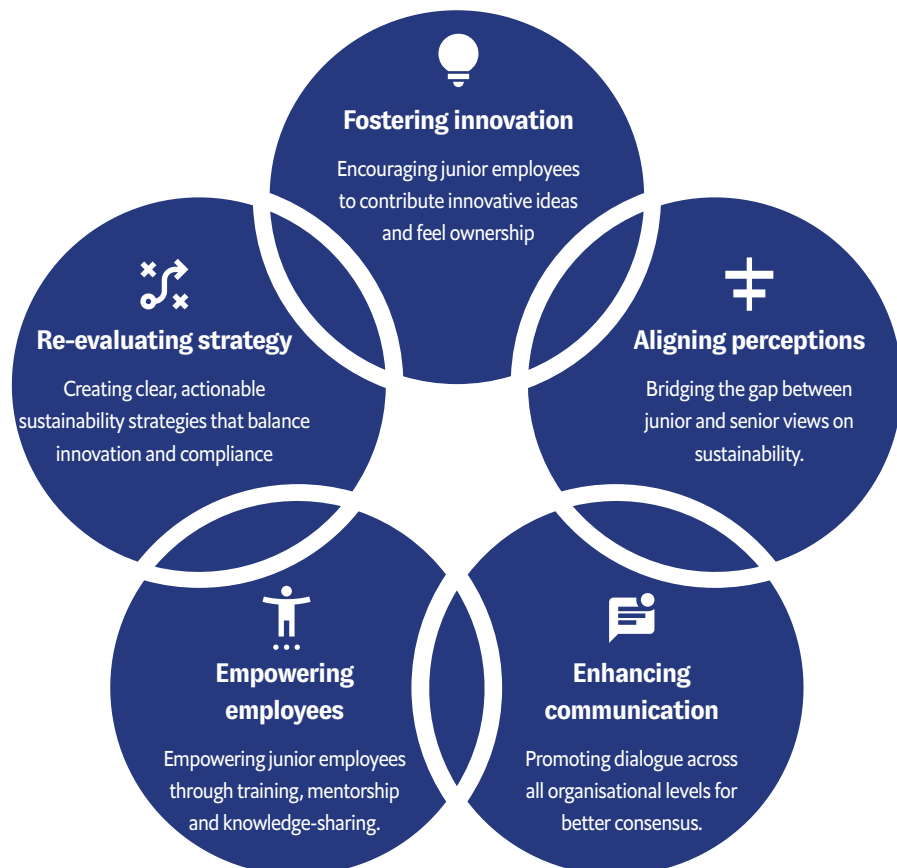 Fostering innovation
Encouraging junior employees
to contribute innovative ideas
and feel ownership
Re-evaluating strategy
Creating clear, actionable
sustainability strategies that balance
innovation and compliance
Aligning perceptions
Bridging the gap between
junior and senior views on
sustainability.
Empowering
employees
Empowering junior employees
through training, mentorship
and knowledge-sharing.
Enhancing
communication
Promoting dialogue across
all organisational levels for
better consensus.